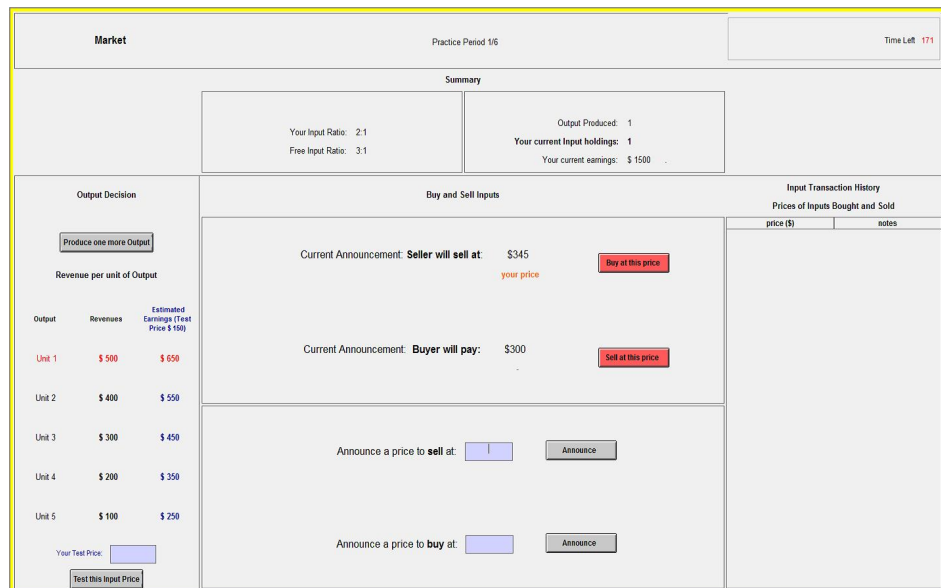 Market
Practice Period 1/6
Time Left 171
Summary
Your Input Ratio: 2:1
Free Input Ratio: 3:1
Output Produced: 1
Your current Input holdings: 1
Your current earnings: $ 1500 .
Output Decision
Produce one more Output
Revenue per unit of Output
Output Revenues Estimated Earnings (Test Price $ 150)
Unit 1 $ 500 $ 650
Unit 2 $ 400 $ 550
Unit 3 $ 300 $ 450
Unit 4 $ 200 $ 350
Unit 5 $ 100 $ 250
Your Test Price:
Test this Input Price
Buy and Sell Inputs
Current Announcement: Seller will sell at: $345
your price
Buy at this price
Current Announcement: Buyer will pay: $300
.
Sell at this price
Announce a price to sell at:
Announce
Announce a price to buy at:
Announce
Input Transaction History
Prices of Inputs Bought and Sold
price ($) notes